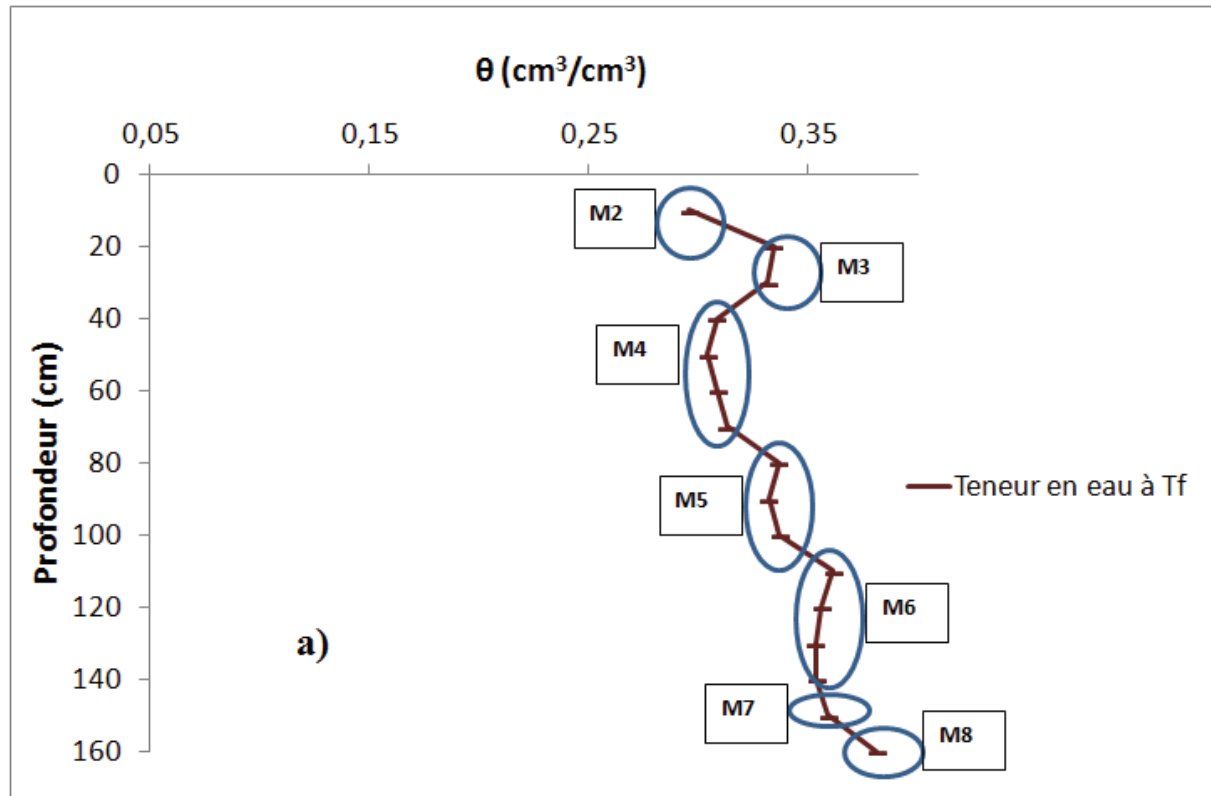 θ (cm³/cm³)
0,05 0,15 0,25 0,35
0
20
40
60
80
100
120
140
160
Profondeur (cm)
M2
M3
M4
M5
M6
M7
M8
Teneur en eau à Tf
a)